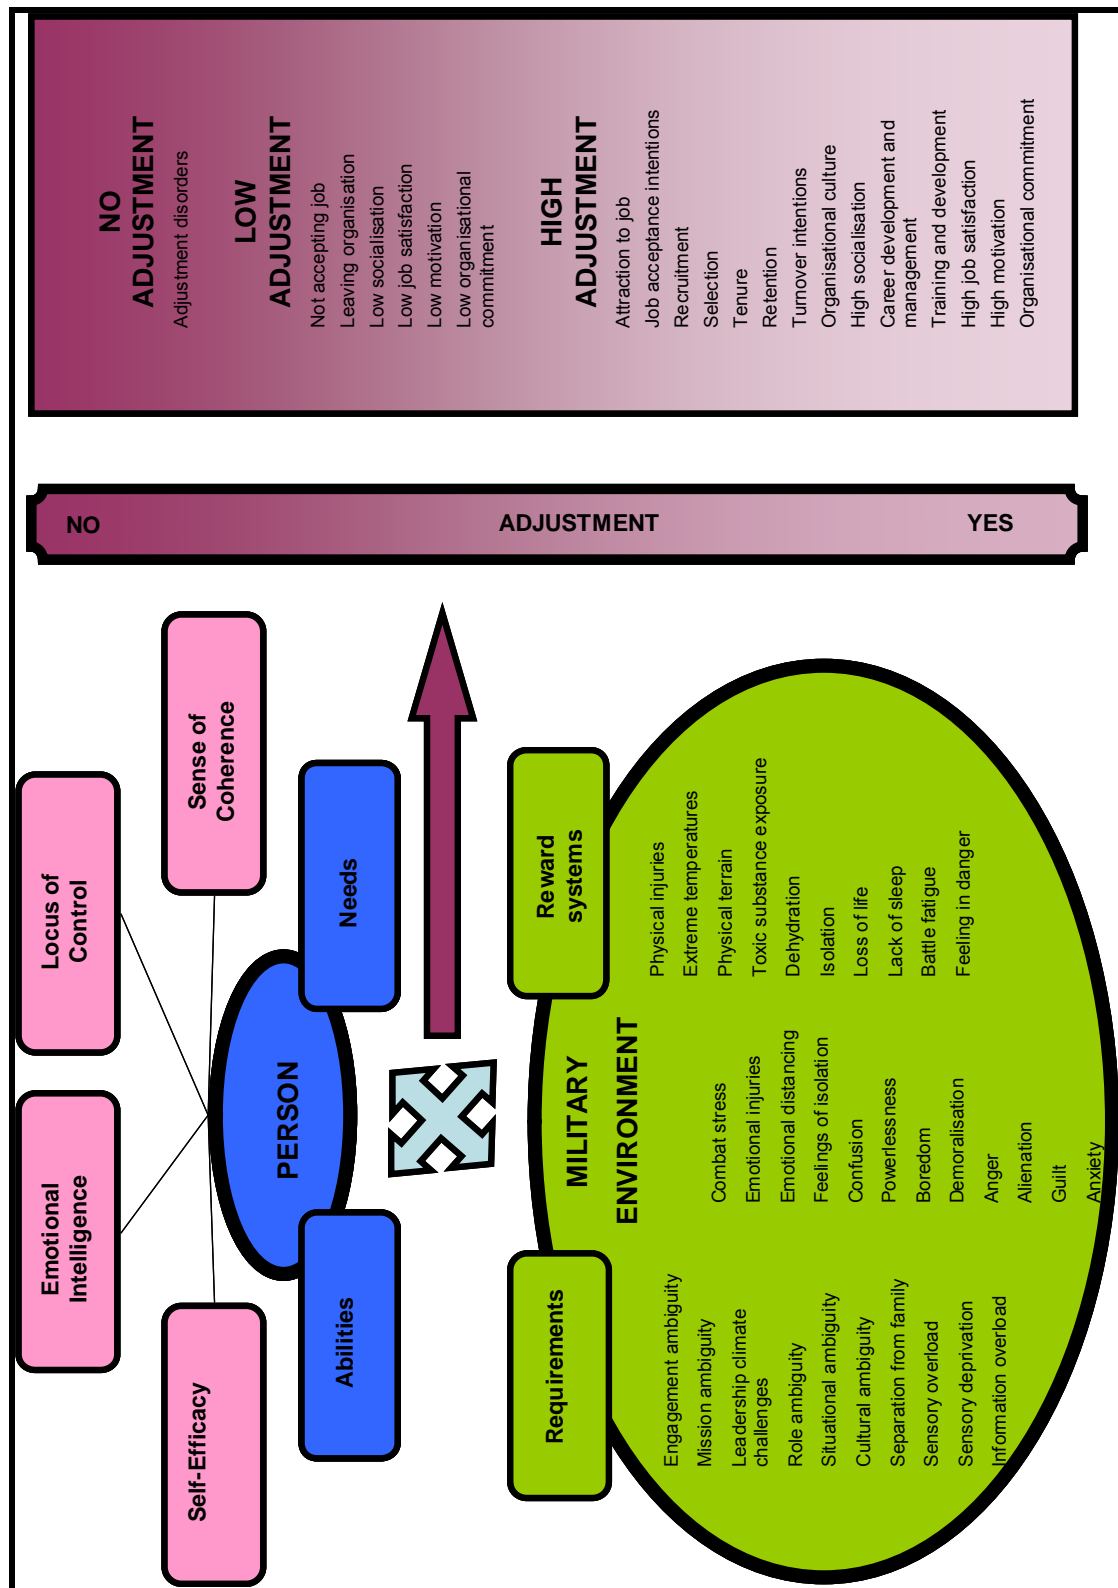 Self-Efficacy
Emotional
Intelligence
Locus of
Control
Sense of
Coherence
PERSON
Abilities
Needs
Requirements
MILITARY
ENVIRONMENT
Reward
systems
Engagement ambiguity
Mission ambiguity
Leadership climate
challenges
Role ambiguity
Situational ambiguity
Cultural ambiguity
Separation from family
Sensory overload
Sensory deprivation
Information overload
Combat stress
Emotional injuries
Emotional distancing
Feelings of isolation
Confusion
Powerlessness
Boredom
Demoralisation
Anger
Alienation
Guilt
Anxiety
Physical injuries
Extreme temperatures
Physical terrain
Toxic substance exposure
Dehydration
Isolation
Loss of life
Lack of sleep
Battle fatigue
Feeling in danger
NO
ADJUSTMENT
YES
NO
ADJUSTMENT
Adjustment disorders
LOW
ADJUSTMENT
Not accepting job
Leaving organisation
Low socialisation
Low job satisfaction
Low motivation
Low organisational
commitment
HIGH
ADJUSTMENT
Attraction to job
Job acceptance intentions
Recruitment
Selection
Tenure
Retention
Turnover intentions
Organisational culture
High socialisation
Career development and
management
Training and development
High job satisfaction
High motivation
Organisational commitment